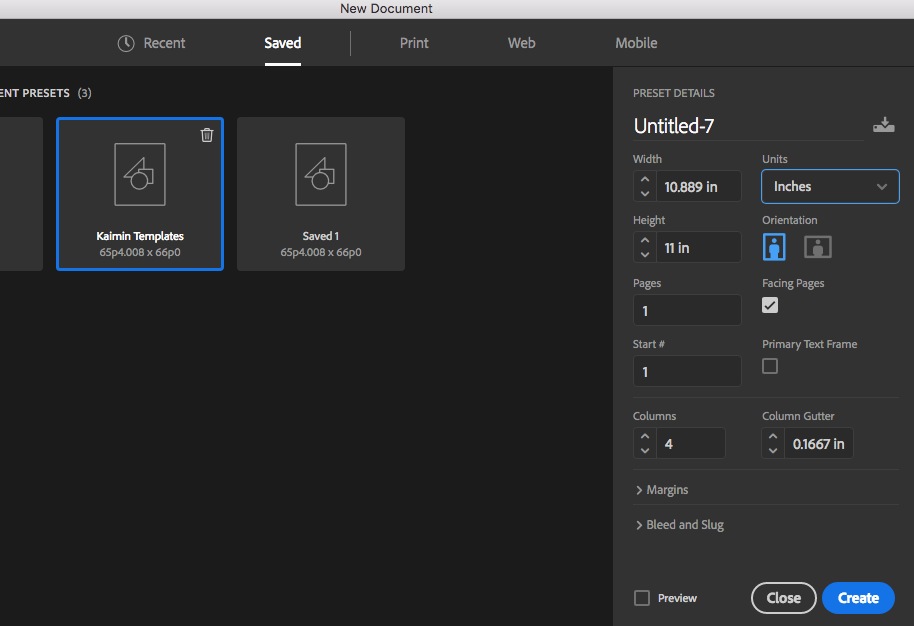 New Document
Recent
Saved
Print
Web
Mobile
ENT PRESETS (3)
Kaimin Templates
65p4.008 x 66p0
Saved 1
65p4.008 x 66p0
PRESET DETAILS
Untitled-7
Width
Units
10.889 in
Inches
Height
Orientation
11 in
Pages
Facing Pages
1
Start #
Primary Text Frame
1
Columns
Column Gutter
4
0.1667 in
Margins
Bleed and Slug
Preview
Close
Create